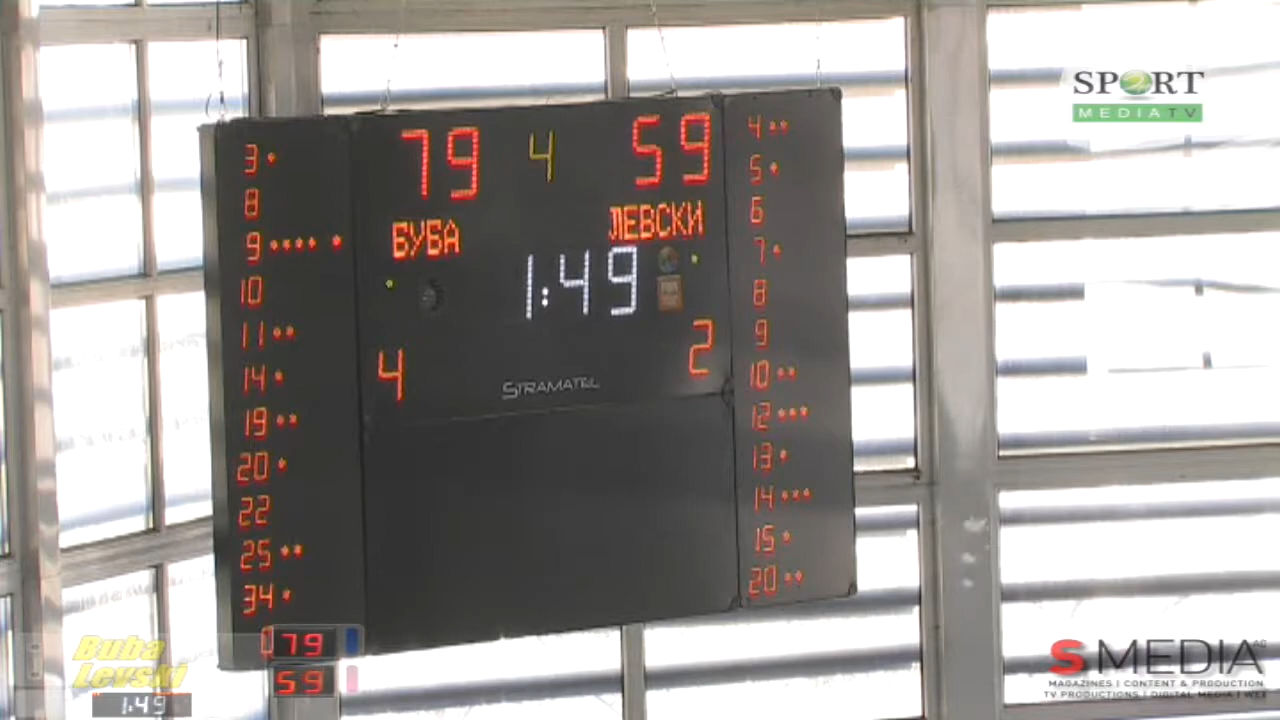 SPORT
MEDIATV
79 4 59
БУБА ЛЕВСКИ
1:49
4 2
STRAMATEL
3
8
9
10
11
14
19
20
22
25
34
4
5
6
7
8
9
10
12
13
14
15
20
Buba 79
Levski 59
1:49
S MEDIA AG
MAGAZINES | CONTENT & PRODUCTION
TV PRODUCTIONS | DIGITAL MEDIA | WEB